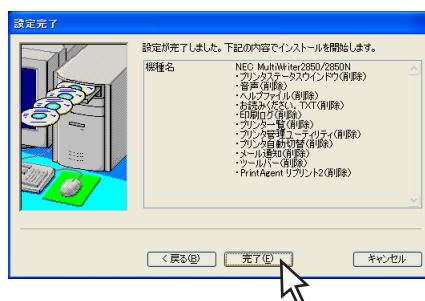 設定完了
設定が完了しました。下記の内容でインストールを開始します。
機種名 NEC MultiWriter2850/2850N
・プリンタステータスウインドウ(削除)
・音声(削除)
・ヘルプファイル(削除)
・お読みください.TXT(削除)
・印刷ログ(削除)
・プリンター覧(削除)
・プリンタ管理ユーティリティ(削除)
・プリンタ自動切替(削除)
・メール通知(削除)
・ツールバー(削除)
・PrintAgent リプリント2(削除)
< 戻る(B) 完了(E) キャンセル